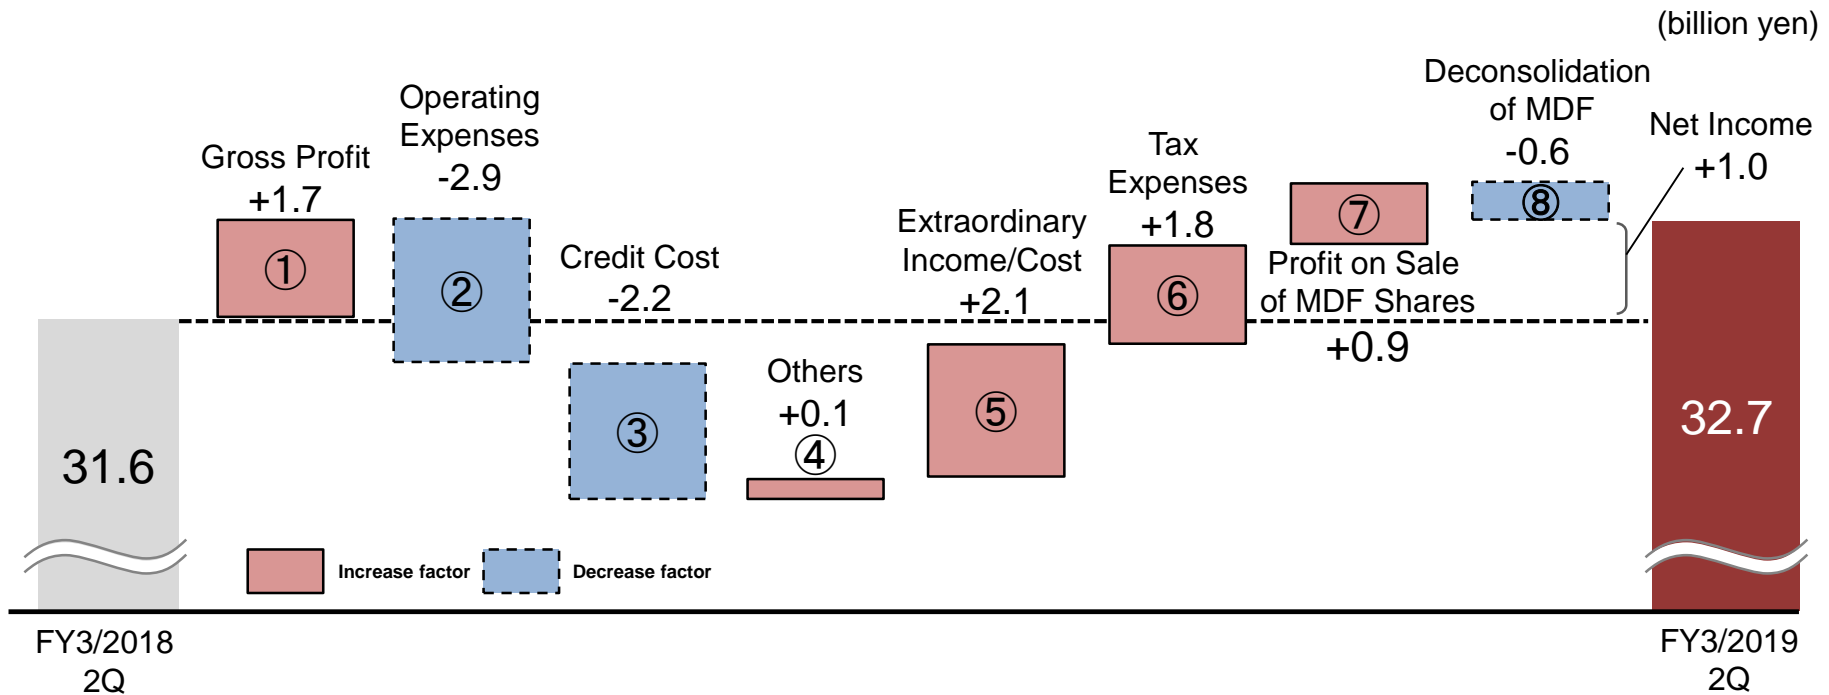 (billion yen)
Gross Profit
+1.7
①
Operating
Expenses
-2.9
②
Credit Cost
-2.2
③
Others
+0.1
④
Extraordinary
Income/Cost
+2.1
⑤
Tax
Expenses
+1.8
⑥
⑦
Profit on Sale
of MDF Shares
+0.9
Deconsolidation
of MDF
-0.6
⑧
Net Income
+1.0
31.6
32.7
Increase factor
Decrease factor
FY3/2018
2Q
FY3/2019
2Q